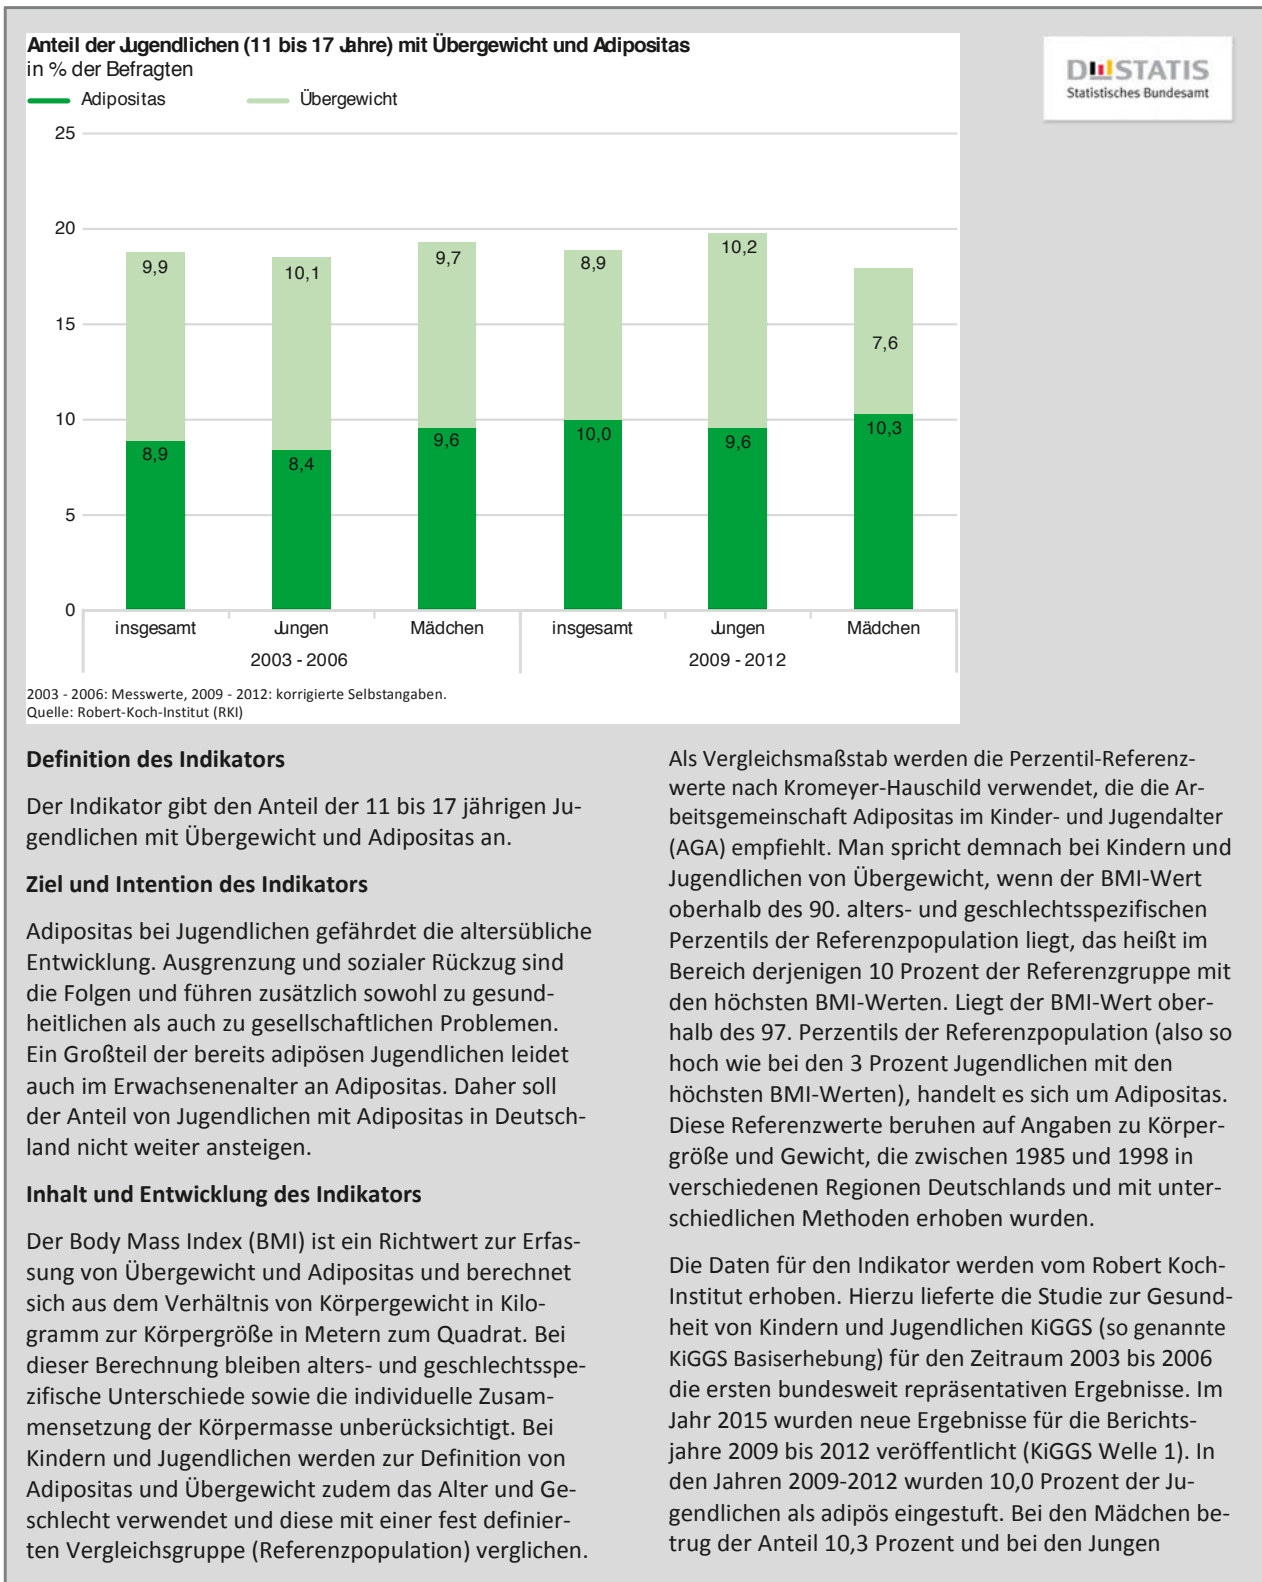 Anteil der Jugendlichen (11 bis 17 Jahre) mit Übergewicht und Adipositas
in % der Befragten
Adipositas Übergewicht
DESTATIS
Statistisches Bundesamt
25
20
15
10
5
0
9,9 10,1 9,7 8,9 10,2 7,6
8,9 8,4 9,6 10,0 9,6 10,3
insgesamt Jungen Mädchen insgesamt Jungen Mädchen
2003 - 2006 2009 - 2012
2003 - 2006: Messwerte, 2009 - 2012: korrigierte Selbstangaben.
Quelle: Robert-Koch-Institut (RKI)
Definition des Indikators
Der Indikator gibt den Anteil der 11 bis 17 jährigen Ju-
gendlichen mit Übergewicht und Adipositas an.
Ziel und Intention des Indikators
Adipositas bei Jugendlichen gefährdet die altersübliche
Entwicklung. Ausgrenzung und sozialer Rückzug sind
die Folgen und führen zusätzlich sowohl zu gesund-
heitlichen als auch zu gesellschaftlichen Problemen.
Ein Großteil der bereits adipösen Jugendlichen leidet
auch im Erwachsenenalter an Adipositas. Daher soll
der Anteil von Jugendlichen mit Adipositas in Deutsch-
land nicht weiter ansteigen.
Inhalt und Entwicklung des Indikators
Der Body Mass Index (BMI) ist ein Richtwert zur Erfas-
sung von Übergewicht und Adipositas und berechnet
sich aus dem Verhältnis von Körpergewicht in Kilo-
gramm zur Körpergröße in Metern zum Quadrat. Bei
dieser Berechnung bleiben alters- und geschlechtsspe-
zifische Unterschiede sowie die individuelle Zusam-
mensetzung der Körpermasse unberücksichtigt. Bei
Kindern und Jugendlichen werden zur Definition von
Adipositas und Übergewicht zudem das Alter und Ge-
schlecht verwendet und diese mit einer fest definier-
ten Vergleichsgruppe (Referenzpopulation) verglichen.
Als Vergleichsmaßstab werden die Perzentil-Referenz-
werte nach Kromeyer-Hauschild verwendet, die die Ar-
beitsgemeinschaft Adipositas im Kinder- und Jugendalter
(AGA) empfiehlt. Man spricht demnach bei Kindern und
Jugendlichen von Übergewicht, wenn der BMI-Wert
oberhalb des 90. alters- und geschlechtsspezifischen
Perzentils der Referenzpopulation liegt, das heißt im
Bereich derjenigen 10 Prozent der Referenzgruppe mit
den höchsten BMI-Werten. Liegt der BMI-Wert ober-
halb des 97. Perzentils der Referenzpopulation (also so
hoch wie bei den 3 Prozent Jugendlichen mit den
höchsten BMI-Werten), handelt es sich um Adipositas.
Diese Referenzwerte beruhen auf Angaben zu Körper-
größe und Gewicht, die zwischen 1985 und 1998 in
verschiedenen Regionen Deutschlands und mit unter-
schiedlichen Methoden erhoben wurden.
Die Daten für den Indikator werden vom Robert Koch-
Institut erhoben. Hierzu lieferte die Studie zur Gesund-
heit von Kindern und Jugendlichen KiGGS (so genannte
KiGGS Basiserhebung) für den Zeitraum 2003 bis 2006
die ersten bundesweit repräsentativen Ergebnisse. Im
Jahr 2015 wurden neue Ergebnisse für die Berichts-
jahre 2009 bis 2012 veröffentlicht (KiGGS Welle 1). In
den Jahren 2009-2012 wurden 10,0 Prozent der Ju-
gendlichen als adipös eingestuft. Bei den Mädchen be-
trug der Anteil 10,3 Prozent und bei den Jungen